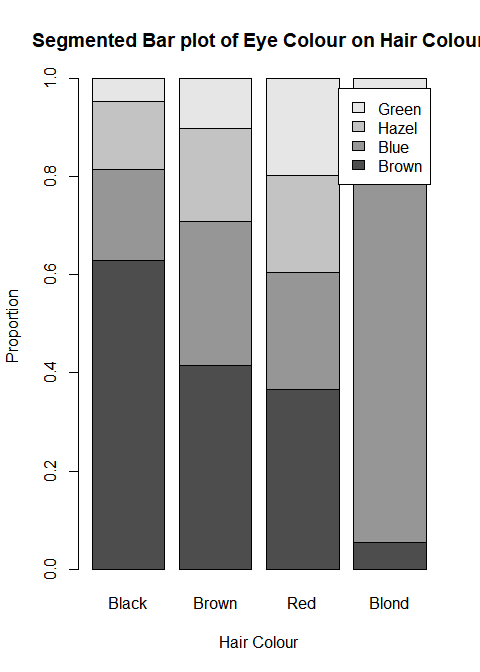 Segmented Bar plot of Eye Colour on Hair Colour
1.0
0.8
0.6
0.4
0.2
0.0
Proportion
Green
Hazel
Blue
Brown
Black Brown Red Blond
Hair Colour